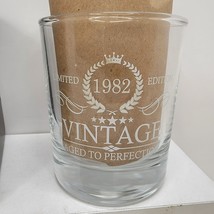 LIMITED 1982 EDITION
VINTAGE
AGED TO PERFECTION